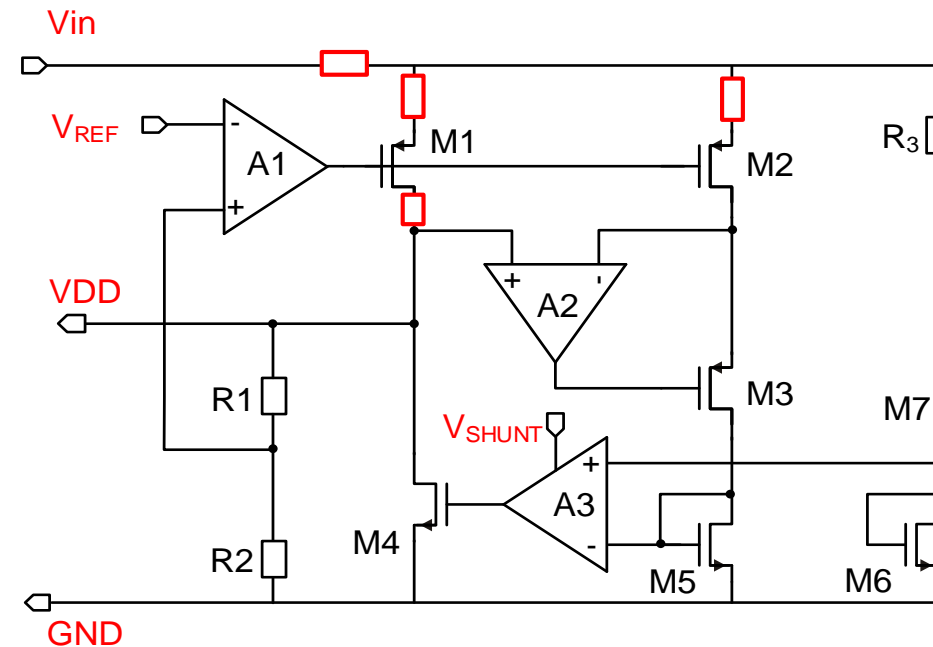 Vin
VREF
-
A1
+
M1
M2
R3
+
-
A2
VDD
R1
M3
M7
VSHUNT
+
A3
-
M4
R2
M5
M6
GND